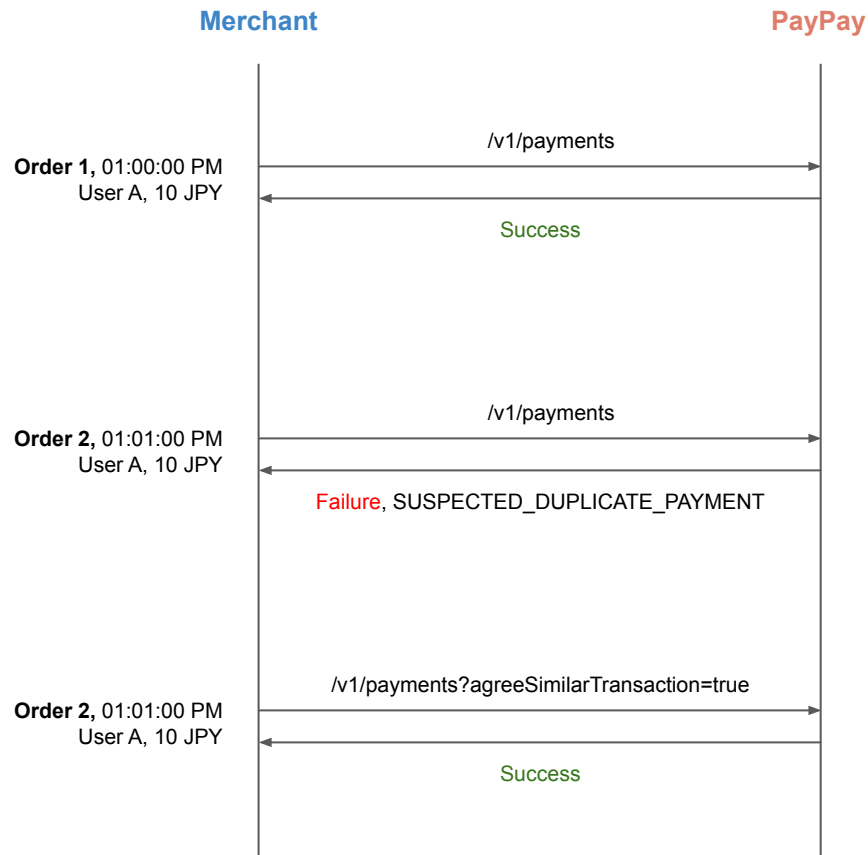 Merchant
PayPay
/v1/payments
Order 1, 01:00:00 PM
User A, 10 JPY
Success
/v1/payments
Order 2, 01:01:00 PM
User A, 10 JPY
Failure, SUSPECTED_DUPLICATE_PAYMENT
/v1/payments?agreeSimilarTransaction=true
Order 2, 01:01:00 PM
User A, 10 JPY
Success